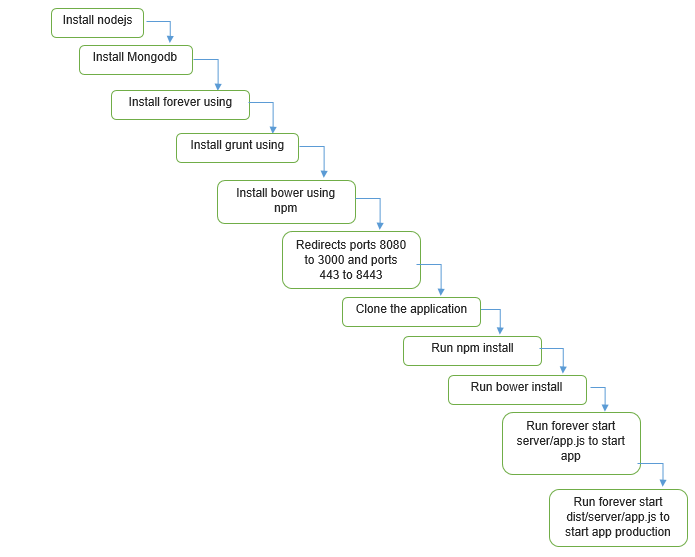 Install nodejs
Install Mongodb
Install forever using
Install grunt using
Install bower using
npm
Redirects ports 8080
to 3000 and ports
443 to 8443
Clone the application
Run npm install
Run bower install
Run forever start
server/app.js to start
app
Run forever start
dist/server/app.js to
start app production